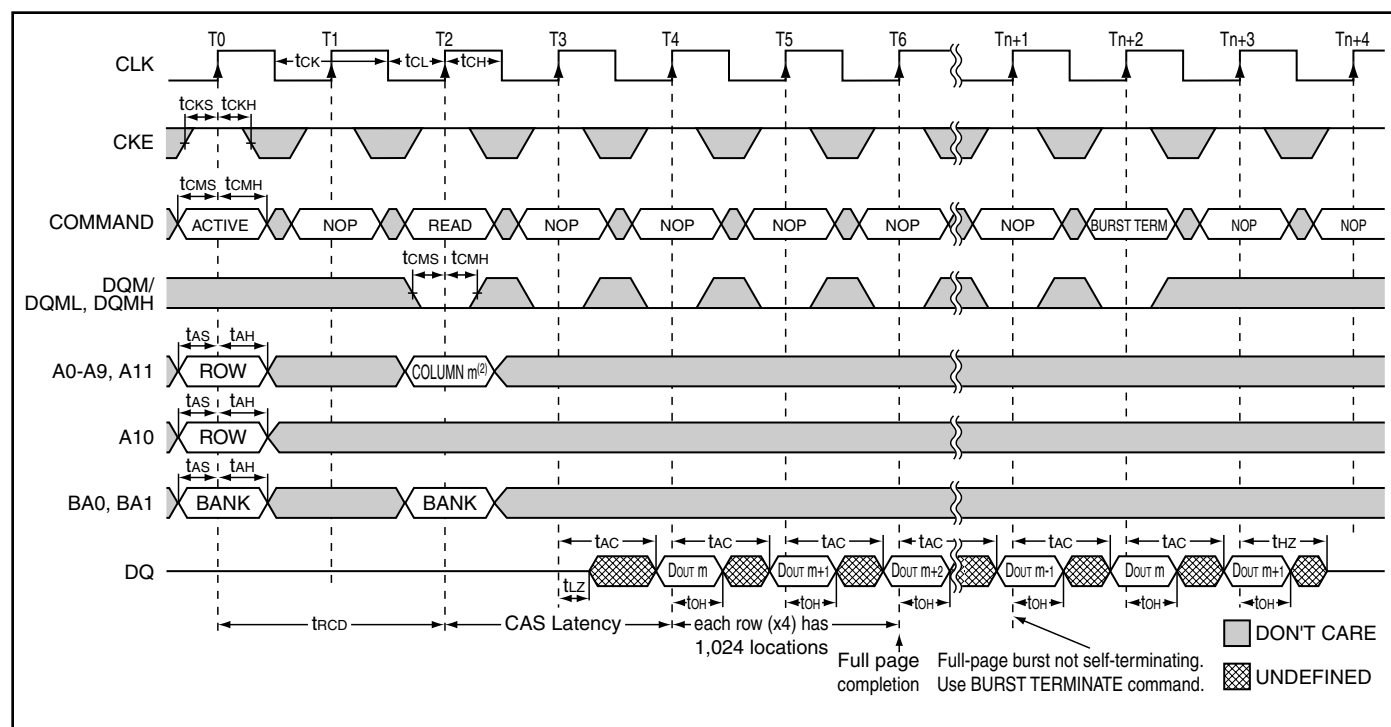 T0 T1 T2 T3 T4 T5 T6 Tn+1 Tn+2 Tn+3 Tn+4
CLK
tCK tCL tCH
tCKS tCKH
CKE
tCMS tCMH
COMMAND ACTIVE NOP READ NOP NOP NOP NOP NOP BURST TERM NOP NOP
tCMS tCMH
DQM/
DQML, DQMH
tAS tAH
A0-A9, A11 ROW COLUMN m(2)
tAS tAH
A10 ROW
tAS tAH
BA0, BA1 BANK BANK
tAC tAC tAC tAC tAC tAC tHZ
DQ DOUT m DOUT m+1 DOUT m+2 DOUT m-1 DOUT m DOUT m+1
tLZ tOH tOH tOH tOH tOH tOH
tRCD CAS Latency each row (x4) has
1,024 locations
Full page
completion
Full-page burst not self-terminating.
Use BURST TERMINATE command.
DON'T CARE
UNDEFINED